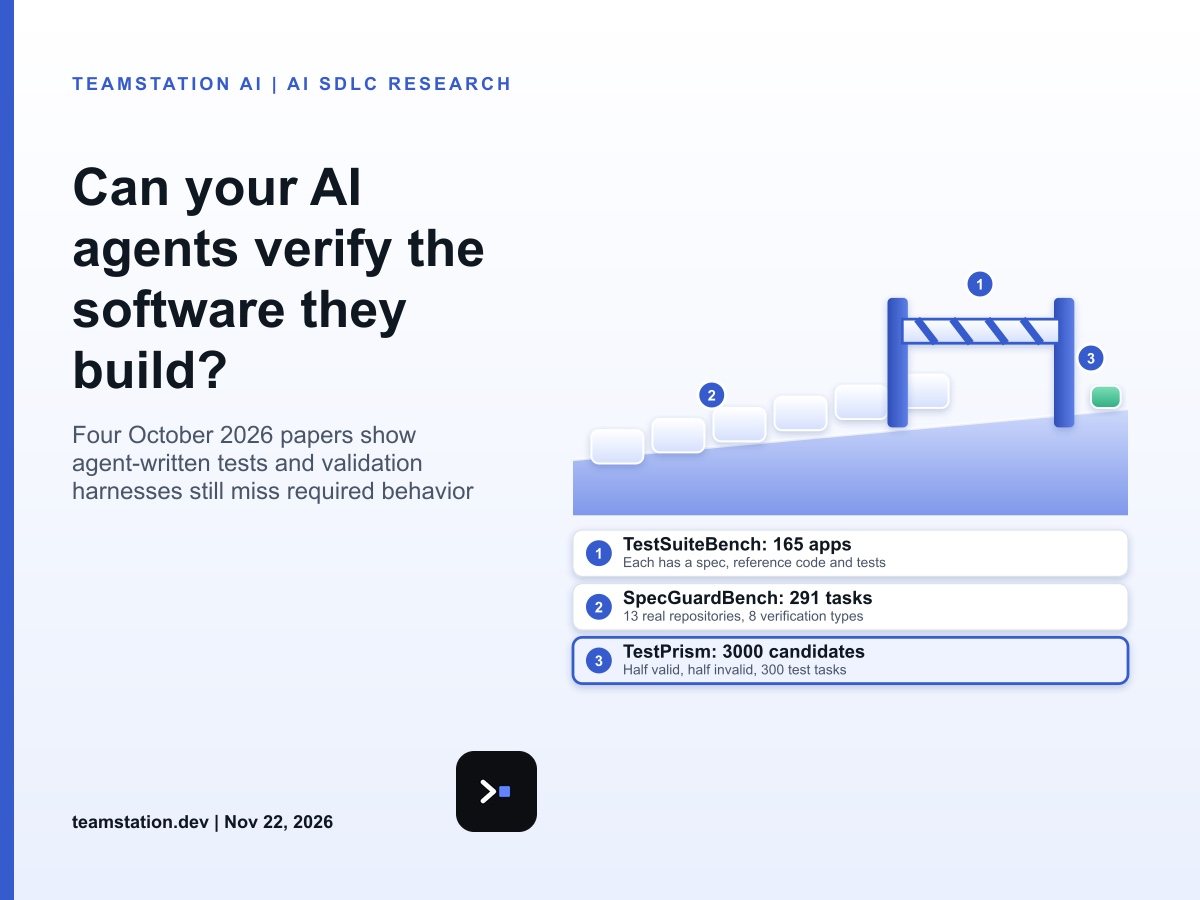 TEAMSTATION AI | AI SDLC RESEARCH
Can your AI
agents verify the
software they
build?
Four October 2026 papers show
agent-written tests and validation
harnesses still miss required behavior
1
2
3
1
TestSuiteBench: 165 apps
Each has a spec, reference code and tests
2
SpecGuardBench: 291 tasks
13 real repositories, 8 verification types
3
TestPrism: 3000 candidates
Half valid, half invalid, 300 test tasks
teamstation.dev | Nov 22, 2026